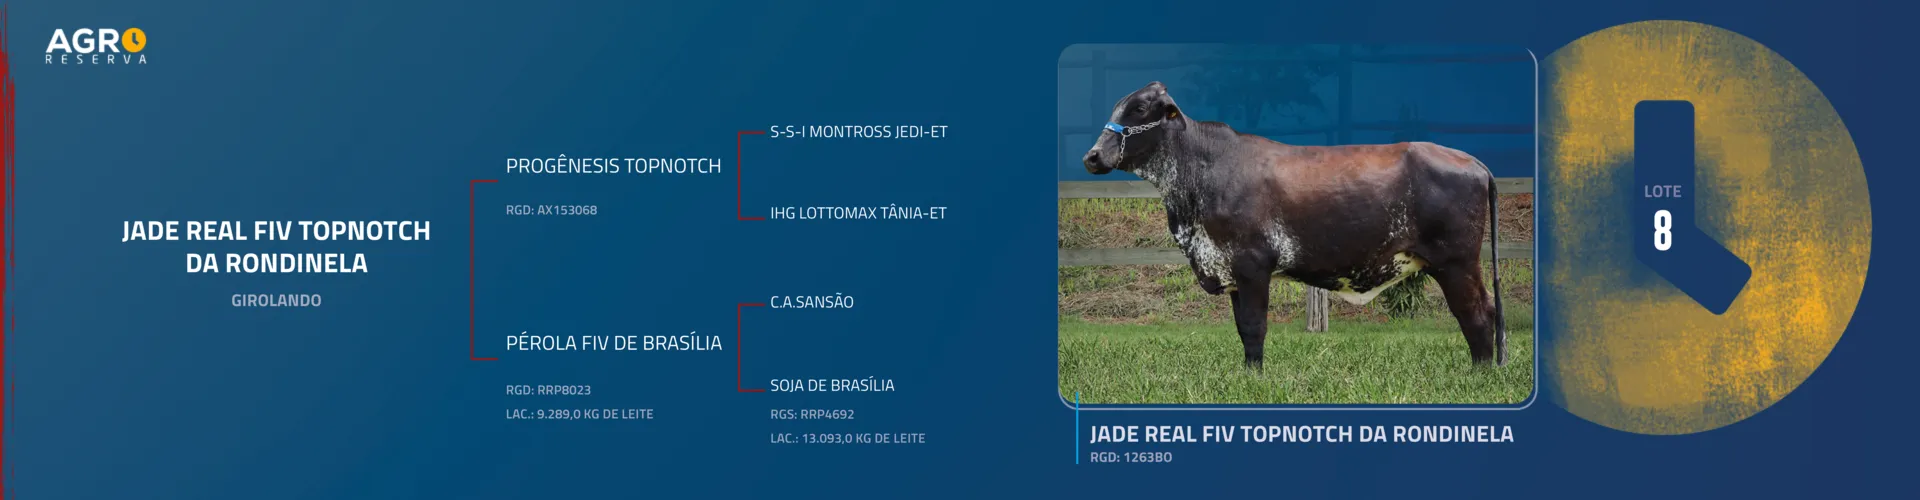 AGRO
RESERVA
JADE REAL FIV TOPNOTCH
DA RONDINELA
GIROLANDO
PROGÊNESIS TOPNOTCH
RGD: AX153068
PÉROLA FIV DE BRASÍLIA
RGD: RRP8023
LAC.: 9.289,0 KG DE LEITE
S-S-I MONTROSS JEDI-ET
IHG LOTTOMAX TÂNIA-ET
C.A.SANSÃO
SOJA DE BRASÍLIA
RGS: RRP4692
LAC.: 13.093,0 KG DE LEITE
JADE REAL FIV TOPNOTCH DA RONDINELA
RGD: 1263BO
LOTE
8